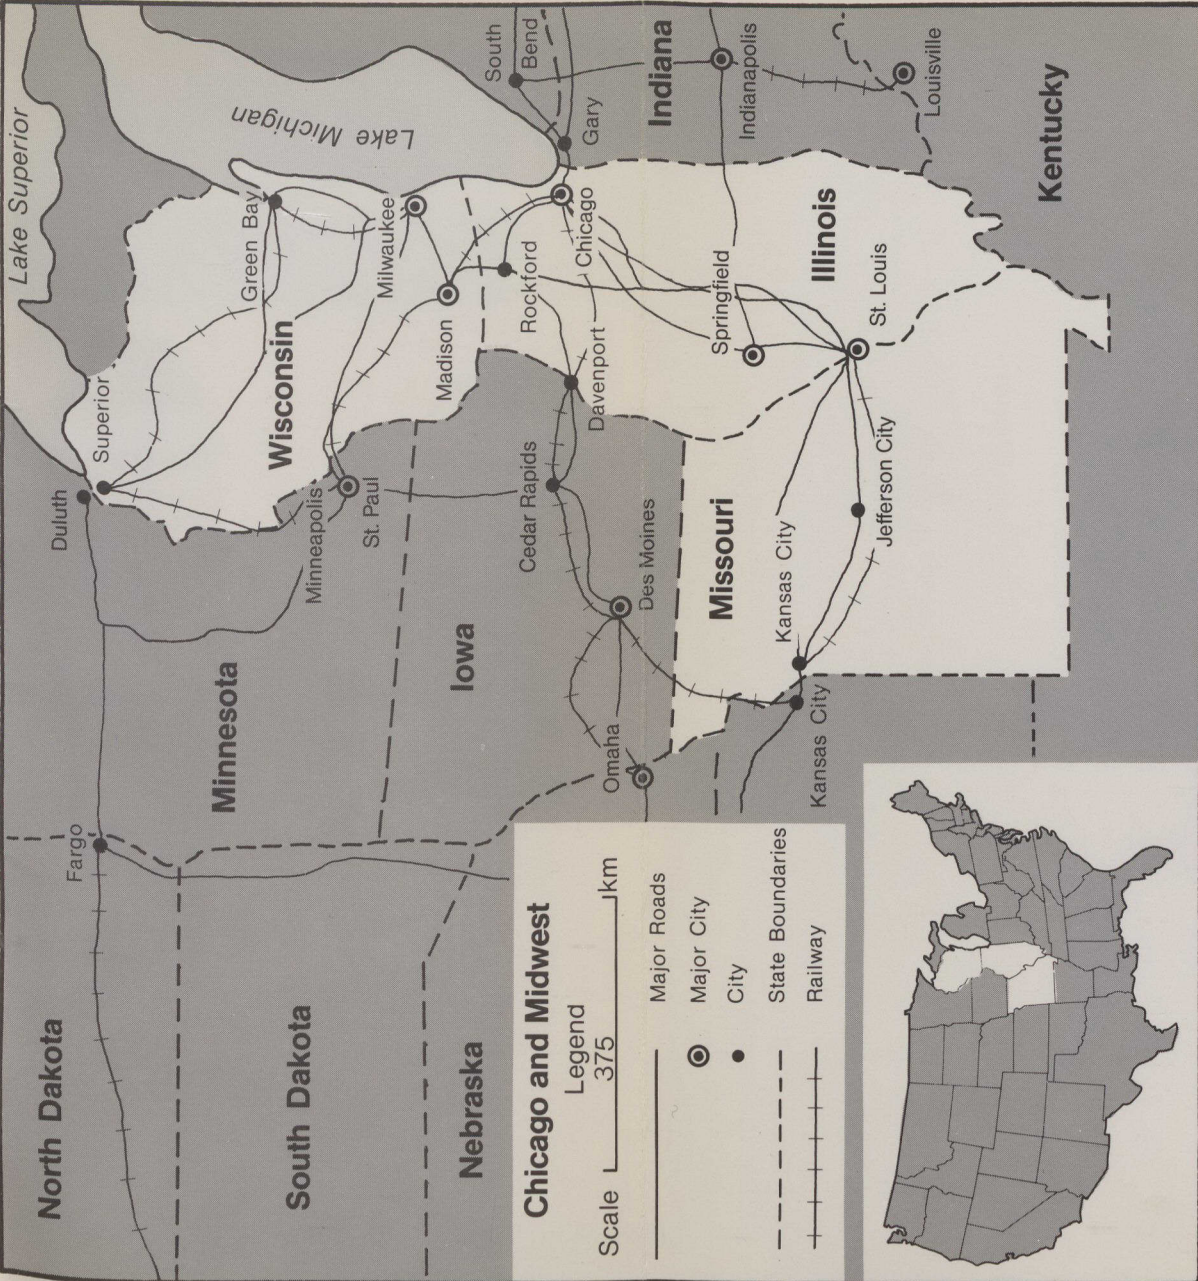 Lake Superior
Lake Michigan
Duluth
Superior
Green Bay
Wisconsin
Milwaukee
Madison
Minneapolis
St. Paul
Minnesota
Fargo
North Dakota
South Dakota
Nebraska
Iowa
Cedar Rapids
Des Moines
Omaha
Davenport
Rockford
Chicago
Gary
South
Bend
Indiana
Indianapolis
Louisville
Kentucky
Illinois
Springfield
St. Louis
Missouri
Jefferson City
Kansas City
Kansas City
Chicago and Midwest
Legend
Scale 375 km
Major Roads
Major City
City
State Boundaries
Railway